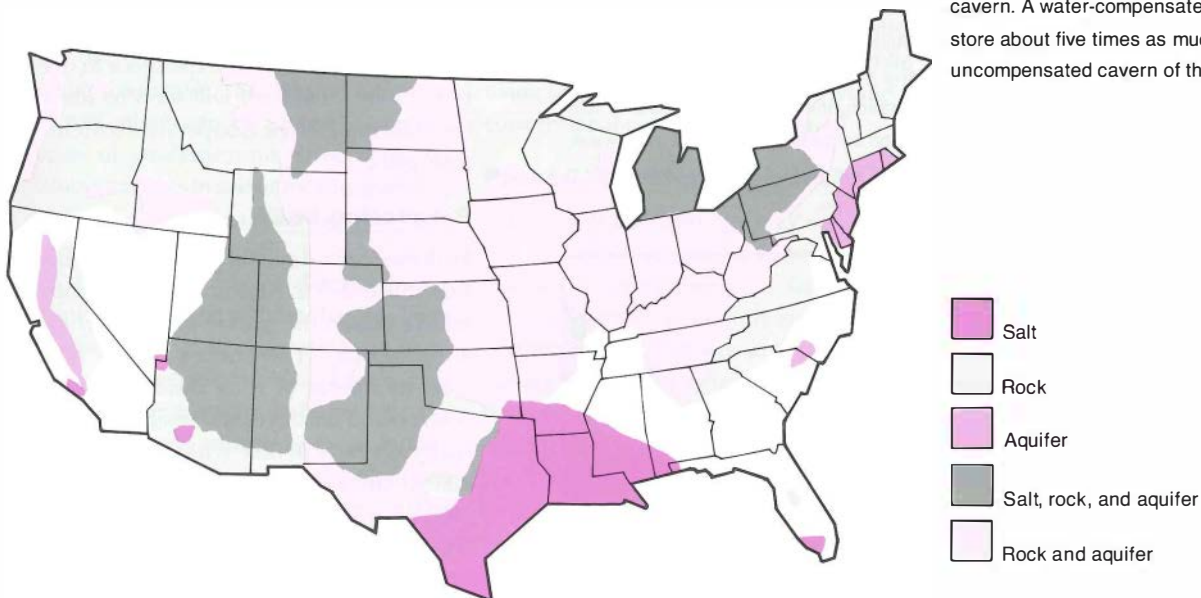 cavern. A water-compensate
store about five times as muc
uncompensated cavern of th
Salt
Rock
Aquifer
Salt, rock, and aquifer
Rock and aquifer